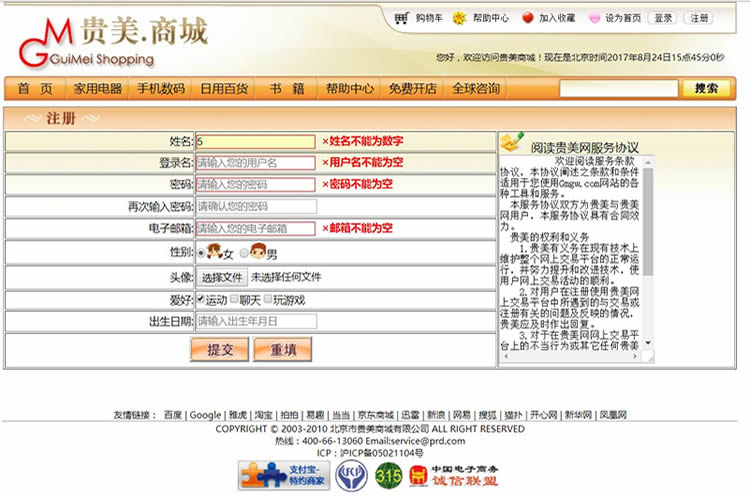 购物车 帮助中心 加入收藏 设为首页 登录 注册
贵美.商城
GuiMei Shopping
您好，欢迎访问贵美商城！现在是北京时间2017年8月24日15点45分0秒
首 页 家用电器 手机数码 日用百货 书 籍 帮助中心 免费开店 全球咨询 搜索
注册
姓名: 5 ×姓名不能为数字
登录名: 请输入您的用户名 ×用户名不能为空
密码: 请输入您的密码 ×密码不能为空
再次输入密码: 请确认您的密码
电子邮箱: 请输入您的电子邮箱 ×邮箱不能为空
性别: 女 男
头像: 选择文件 未选择任何文件
爱好: 运动 聊天 玩游戏
出生日期: 请输入出生年月日
提交 重填
阅读贵美网服务协议
欢迎阅读服务条款
协议，本协议阐述之条款和条件
适用于您使用Gmgw.com网站的各
种工具和服务。
本服务协议双方为贵美与贵美
网用户，本服务协议具有合同效
力。
贵美的权利和义务
1.贵美有义务在现有技术上
维护整个网上交易平台的正常运
行，并努力提升和改进技术，使
用户网上交易活动的顺利。
2.对用户在注册使用贵美网
上交易平台中所遇到的与交易或
注册有关的问题及反映的情况，
贵美应及时作出回复。
3.对于在贵美网网上交易平
台上的不当行为或其它任何贵美
友情链接： 百度 | Google | 雅虎 | 淘宝 | 拍拍 | 易趣 | 当当 | 京东商城 | 迅雷 | 新浪 | 网易 | 搜狐 | 猫扑 | 开心网 | 新华网 | 凤凰网
COPYRIGHT © 2003-2010 北京市贵美商城有限公司 ALL RIGHT RESERVED
热线：400-66-13060 Email:service@prd.com
ICP：沪ICP备05021104号
支付宝-
特约商家
315
中国电子商务
诚信联盟